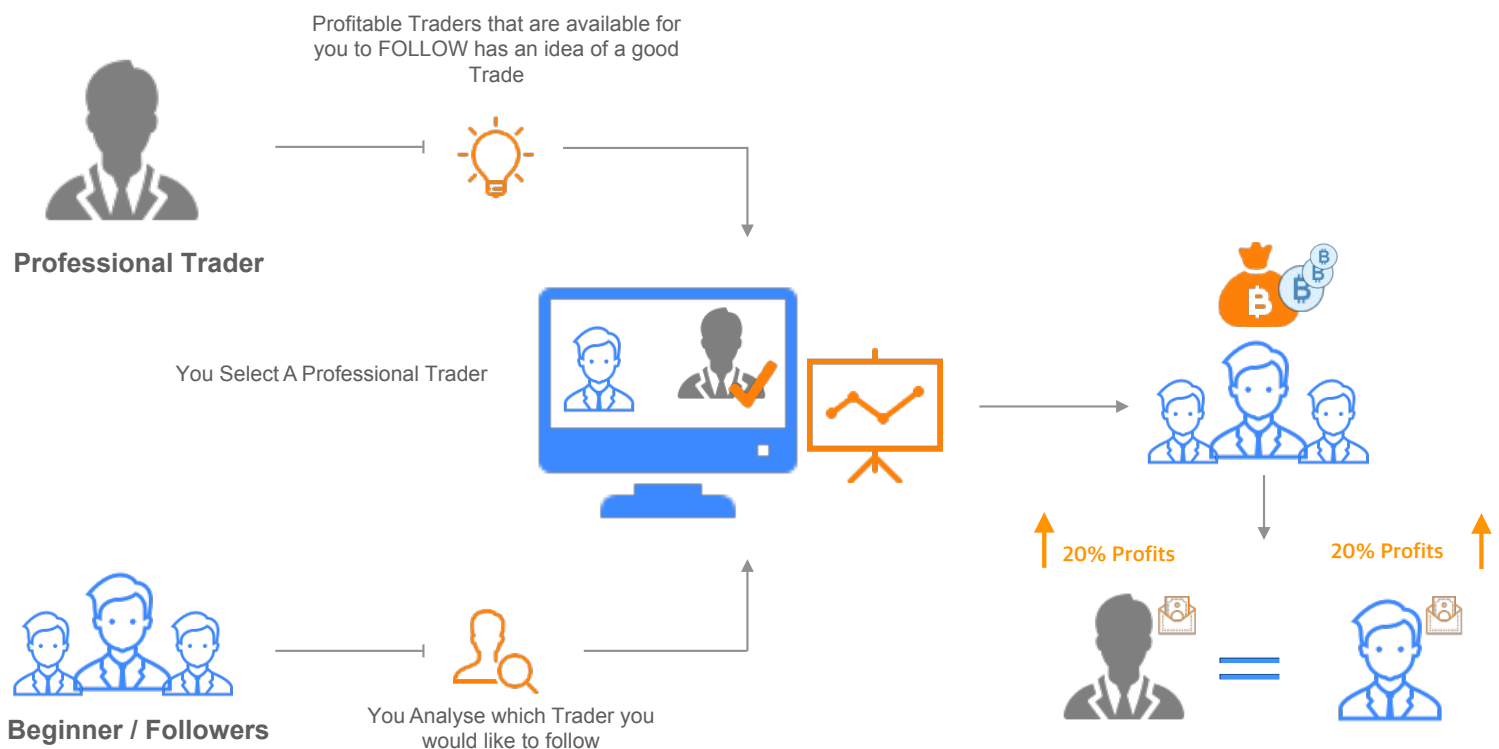 Profitable Traders that are available for
you to FOLLOW has an idea of a good
Trade
Professional Trader
You Select A Professional Trader
20% Profits
20% Profits
Beginner / Followers
You Analyse which Trader you
would like to follow